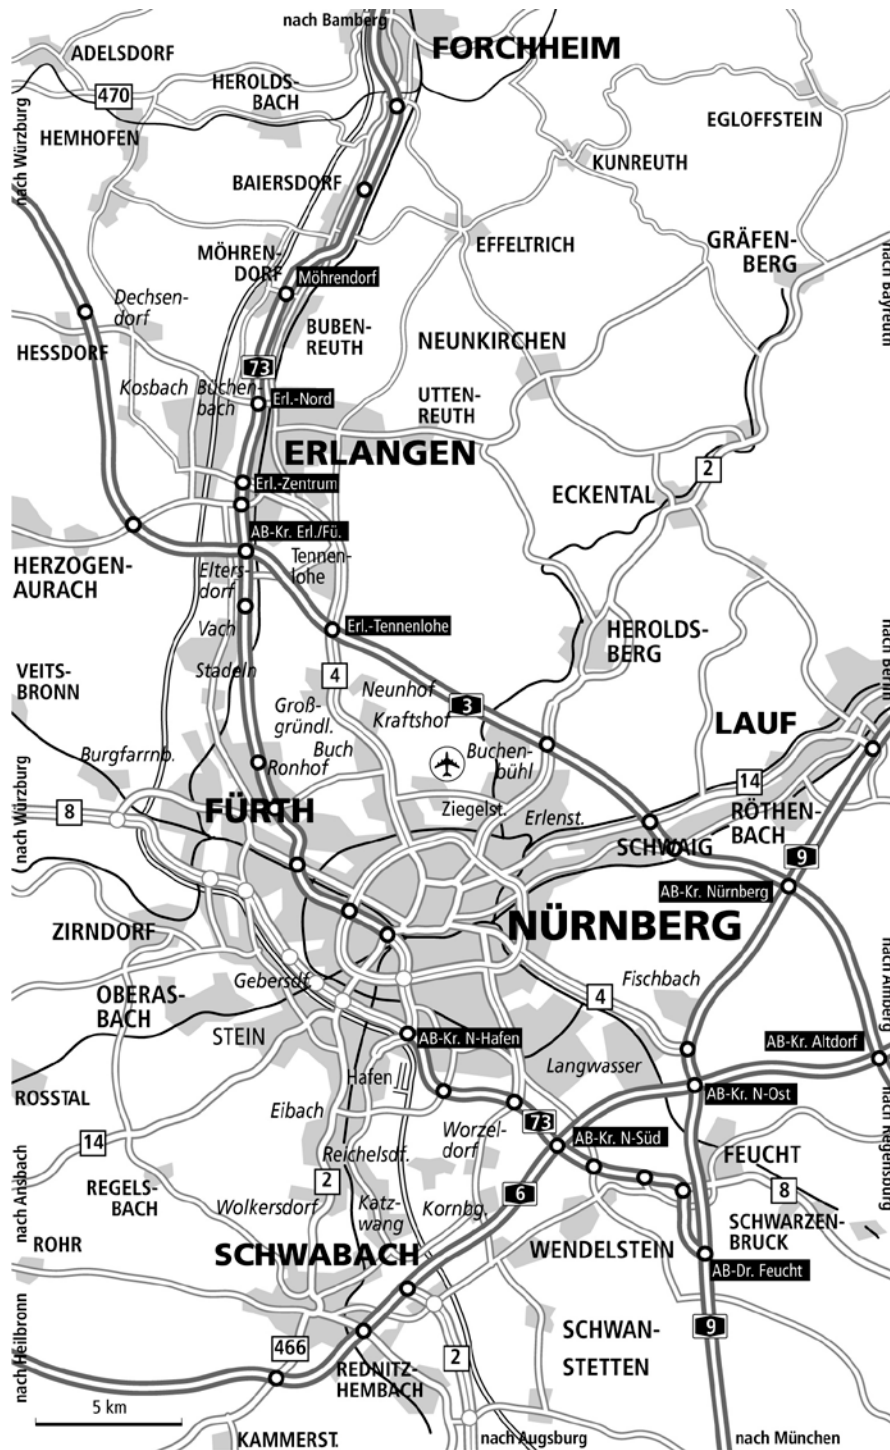 nach Bamberg
FORCHHEIM
ADELSDORF
HEROLDS-
BACH
470
EGLOFFSTEIN
HEMHOFEN
nach Würzburg
KUNREUTH
BAIERSDORF
EFFELTRICH
GRÄFEN-
BERG
nach Bayreuth
MÖHREN-
DORF
Möhrendorf
Dechsen-
dorf
BUBEN-
REUTH
NEUNKIRCHEN
HESSDORF
73
Kosbach
Büchen-
bach
Erl.-Nord
UTTEN-
REUTH
ERLANGEN
2
Erl.-Zentrum
ECKENTAL
AB-Kr. Erl./Fü.
HERZOGEN-
AURACH
Elters-
dorf
Tennen-
lohe
Vach
Erl.-Tennenlohe
HEROLDS-
BERG
nach Berlin
VEITS-
BRONN
Stadeln
4
Neunhof
3
Groß-
gründl.
Kraftshof
LAUF
Burgfarrnb.
Buch
Ronhof
Buchen-
bühl
14
nach Würzburg
8
FÜRTH
Ziegelst.
Erlenst.
RÖTHEN-
BACH
SCHWAIG
9
AB-Kr. Nürnberg
ZIRNDORF
NÜRNBERG
nach Amberg
Gebersdf.
Fischbach
OBERAS-
BACH
4
STEIN
AB-Kr. N-Hafen
AB-Kr. Altdorf
Langwasser
Hafen
ROSSTAL
AB-Kr. N-Ost
nach Regensburg
Eibach
73
14
Reichelsdf.
Worzel-
dorf
AB-Kr. N-Süd
FEUCHT
nach Ansbach
REGELS-
BACH
2
6
8
Wolkersdorf
Katz-
wang
Kornbg.
SCHWARZEN-
BRUCK
ROHR
SCHWABACH
WENDELSTEIN
AB-Dr. Feucht
nach Heilbronn
9
SCHWAN-
STETTEN
466
2
REDNITZ-
HEMBACH
5 km
KAMMERST.
nach Augsburg
nach München